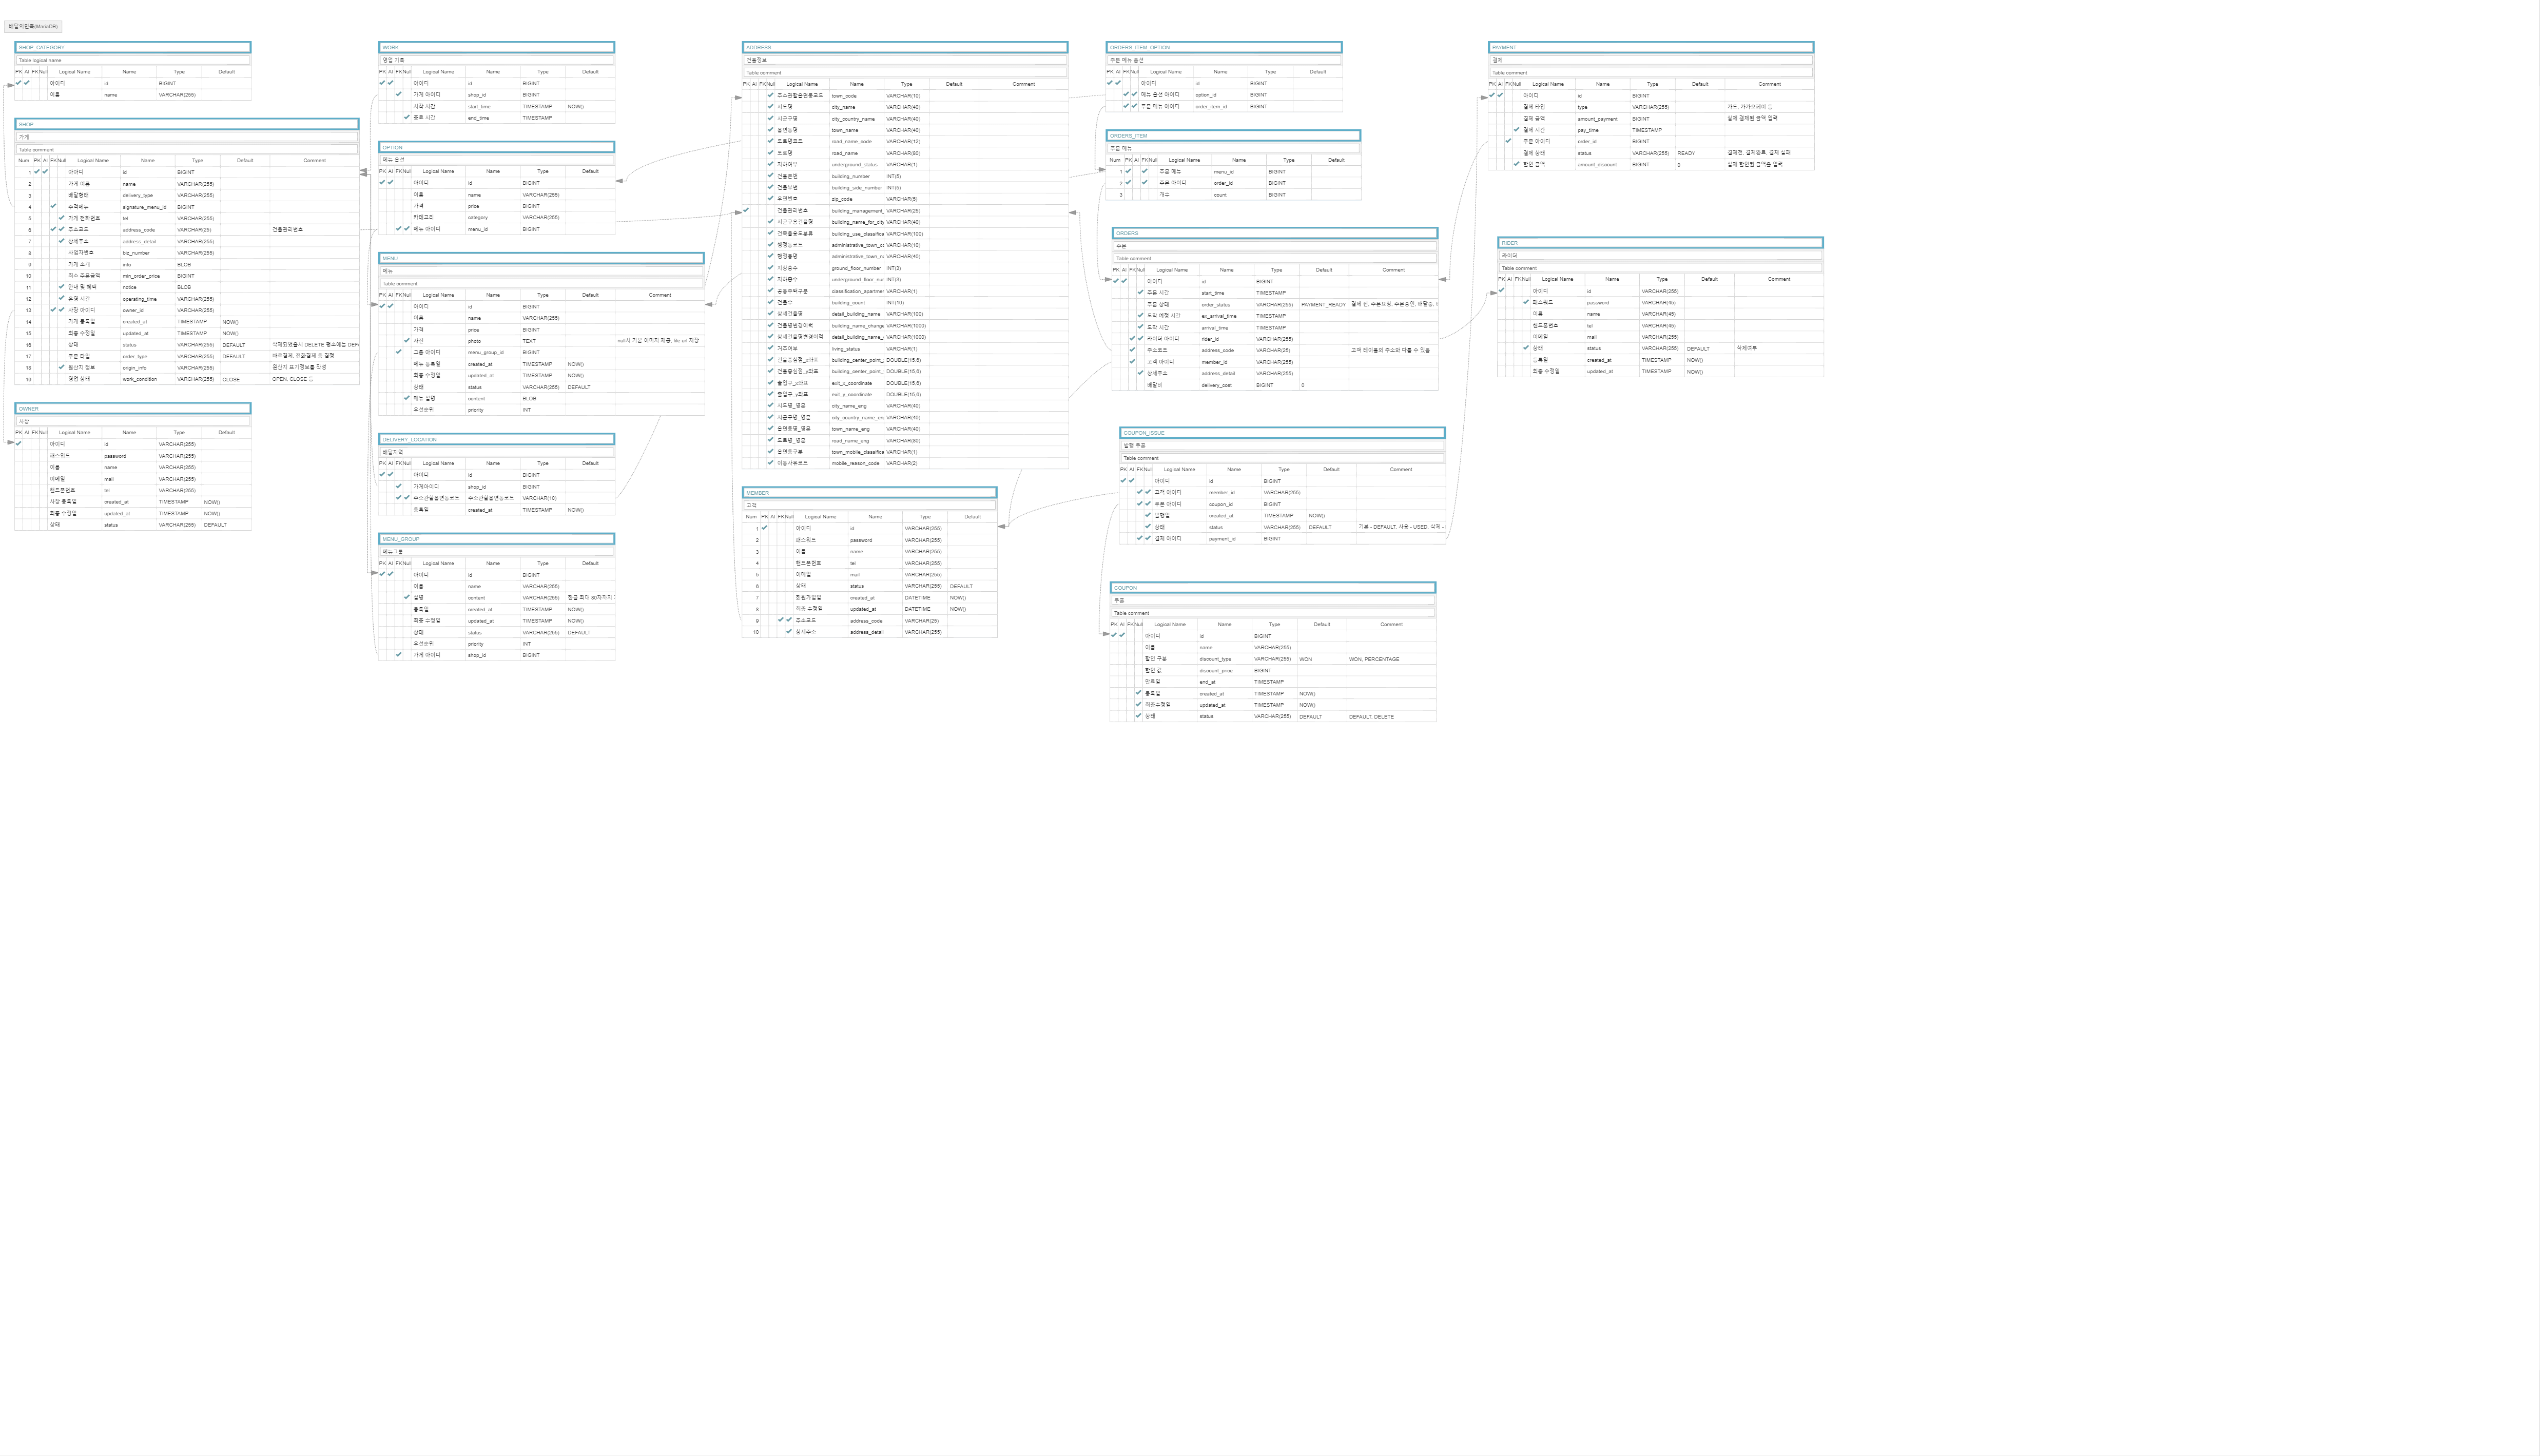 배달의민족(MariaDB)
SHOP_CATEGORY
Table logical name
PK AI FK Null Logical Name Name Type Default
아이디 id BIGINT
이름 name VARCHAR(255)
SHOP
가게
Table comment
Num PK AI FK Null Logical Name Name Type Default Comment
1 아이디 id BIGINT
2 가게 이름 name VARCHAR(255)
3 배달형태 delivery_type VARCHAR(255)
4 주력메뉴 signature_menu_id BIGINT
5 가게 전화번호 tel VARCHAR(255)
6 주소코드 address_code VARCHAR(25) 건물관리번호
7 상세주소 address_detail VARCHAR(255)
8 사업자번호 biz_number VARCHAR(255)
9 가게 소개 info BLOB
10 최소 주문금액 min_order_price BIGINT
11 안내 및 혜택 notice BLOB
12 운영 시간 operating_time VARCHAR(255)
13 사장 아이디 owner_id VARCHAR(255)
14 가게 등록일 created_at TIMESTAMP NOW()
15 최종 수정일 updated_at TIMESTAMP NOW()
16 상태 status VARCHAR(255) DEFAULT 삭제되었을시 DELETE 평소에는 DEFA
17 주문 타입 order_type VARCHAR(255) DEFAULT 바로결제, 전화결제 등 결정
18 원산지 정보 origin_info VARCHAR(255) 원산지 표기정보를 작성
19 영업 상태 work_condition VARCHAR(255) CLOSE OPEN, CLOSE 등
OWNER
사장
PK AI FK Null Logical Name Name Type Default
아이디 id VARCHAR(255)
패스워드 password VARCHAR(255)
이름 name VARCHAR(255)
이메일 mail VARCHAR(255)
핸드폰번호 tel VARCHAR(255)
사장 등록일 created_at TIMESTAMP NOW()
최종 수정일 updated_at TIMESTAMP NOW()
상태 status VARCHAR(255) DEFAULT
WORK
영업 기록
PK AI FK Null Logical Name Name Type Default
아이디 id BIGINT
가게 아이디 shop_id BIGINT
시작 시간 start_time TIMESTAMP NOW()
종료 시간 end_time TIMESTAMP
OPTION
메뉴 옵션
PK AI FK Null Logical Name Name Type Default
아이디 id BIGINT
이름 name VARCHAR(255)
가격 price BIGINT
카테고리 category VARCHAR(255)
메뉴 아이디 menu_id BIGINT
MENU
메뉴
Table comment
PK AI FK Null Logical Name Name Type Default Comment
아이디 id BIGINT
이름 name VARCHAR(255)
가격 price BIGINT
사진 photo TEXT null시 기본 이미지 제공, file url 저장
그룹 아이디 menu_group_id BIGINT
메뉴 등록일 created_at TIMESTAMP NOW()
최종 수정일 updated_at TIMESTAMP NOW()
상태 status VARCHAR(255) DEFAULT
메뉴 설명 content BLOB
우선순위 priority INT
DELIVERY_LOCATION
배달지역
PK AI FK Null Logical Name Name Type Default
아이디 id BIGINT
가게아이디 shop_id BIGINT
주소관할읍면동코드 주소관할읍면동코드 VARCHAR(10)
등록일 created_at TIMESTAMP NOW()
MENU_GROUP
메뉴그룹
PK AI FK Null Logical Name Name Type Default
아이디 id BIGINT
이름 name VARCHAR(255)
설명 content VARCHAR(255) 한글 최대 80자까지
등록일 created_at TIMESTAMP NOW()
최종 수정일 updated_at TIMESTAMP NOW()
상태 status VARCHAR(255) DEFAULT
우선순위 priority INT
가게 아이디 shop_id BIGINT
ADDRESS
건물정보
Table comment
PK AI FK Null Logical Name Name Type Default Comment
주소관할읍면동코드 town_code VARCHAR(10)
시도명 city_name VARCHAR(40)
시군구명 city_country_name VARCHAR(40)
읍면동명 town_name VARCHAR(40)
도로명코드 road_name_code VARCHAR(12)
도로명 road_name VARCHAR(80)
지하여부 underground_status VARCHAR(1)
건물본번 building_number INT(5)
건물부번 building_side_number INT(5)
우편번호 zip_code VARCHAR(5)
건물관리번호 building_management_ VARCHAR(25)
시군구용건물명 building_name_for_city VARCHAR(40)
건축물용도분류 building_use_classifica VARCHAR(100)
행정동코드 administrative_town_co VARCHAR(10)
행정동명 administrative_town_na VARCHAR(40)
지상층수 ground_floor_number INT(3)
지하층수 underground_floor_nur INT(3)
공동주택구분 classification_apartmen VARCHAR(1)
건물수 building_count INT(10)
상세건물명 detail_building_name VARCHAR(100)
건물명변경이력 building_name_change VARCHAR(1000)
상세건물명변경이력 detail_building_name_ VARCHAR(1000)
거주여부 living_status VARCHAR(1)
건물중심점_x좌표 building_center_point_ DOUBLE(15,6)
건물중심점_y좌표 building_center_point_ DOUBLE(15,6)
출입구_x좌표 exit_x_coordinate DOUBLE(15,6)
출입구_y좌표 exit_y_coordinate DOUBLE(15,6)
시도명_영문 city_name_eng VARCHAR(40)
시군구명_영문 city_country_name_en VARCHAR(40)
읍면동명_영문 town_name_eng VARCHAR(40)
도로명_영문 road_name_eng VARCHAR(80)
읍면동구분 town_mobile_classifica VARCHAR(1)
이동사유코드 mobile_reason_code VARCHAR(2)
MEMBER
고객
Num PK AI FK Null Logical Name Name Type Default
1 아이디 id VARCHAR(255)
2 패스워드 password VARCHAR(255)
3 이름 name VARCHAR(255)
4 핸드폰번호 tel VARCHAR(255)
5 이메일 mail VARCHAR(255)
6 상태 status VARCHAR(255) DEFAULT
7 회원가입일 created_at DATETIME NOW()
8 최종 수정일 updated_at DATETIME NOW()
9 주소코드 address_code VARCHAR(25)
10 상세주소 address_detail VARCHAR(255)
ORDERS_ITEM_OPTION
주문 메뉴 옵션
PK AI FK Null Logical Name Name Type Default
아이디 id BIGINT
메뉴 옵션 아이디 option_id BIGINT
주문 메뉴 아이디 order_item_id BIGINT
ORDERS_ITEM
주문 메뉴
Num PK AI FK Null Logical Name Name Type Default
1 주문 메뉴 menu_id BIGINT
2 주문 아이디 order_id BIGINT
3 개수 count BIGINT
ORDERS
주문
Table comment
PK AI FK Null Logical Name Name Type Default Comment
아이디 id BIGINT
주문 시간 start_time TIMESTAMP
주문 상태 order_status VARCHAR(255) PAYMENT_READY 결제 전, 주문요청, 주문승인, 배달중,
도착 예정 시간 ex_arrival_time TIMESTAMP
도착 시간 arrival_time TIMESTAMP
라이더 아이디 rider_id VARCHAR(255)
주소코드 address_code VARCHAR(25) 고객 테이블의 주소와 다를 수 있음
고객 아이디 member_id VARCHAR(255)
상세주소 address_detail VARCHAR(255)
배달비 delivery_cost BIGINT 0
COUPON_ISSUE
발행 쿠폰
Table comment
PK AI FK Null Logical Name Name Type Default Comment
아이디 id BIGINT
고객 아이디 member_id VARCHAR(255)
쿠폰 아이디 coupon_id BIGINT
발행일 created_at TIMESTAMP NOW()
상태 status VARCHAR(255) DEFAULT 기본 - DEFAULT, 사용 - USED, 삭제 -
결제 아이디 payment_id BIGINT
COUPON
쿠폰
Table comment
PK AI FK Null Logical Name Name Type Default Comment
아이디 id BIGINT
이름 name VARCHAR(255)
할인 구분 discount_type VARCHAR(255) WON WON, PERCENTAGE
할인 값 discount_price BIGINT
만료일 end_at TIMESTAMP
등록일 created_at TIMESTAMP NOW()
최종수정일 updated_at TIMESTAMP NOW()
상태 status VARCHAR(255) DEFAULT DEFAULT, DELETE
PAYMENT
결제
Table comment
PK AI FK Null Logical Name Name Type Default Comment
아이디 id BIGINT
결제 타입 type VARCHAR(255) 카드, 카카오페이 등
결제 금액 amount_payment BIGINT 실제 결제된 금액 입력
결제 시간 pay_time TIMESTAMP
주문 아이디 order_id BIGINT
결제 상태 status VARCHAR(255) READY 결제전, 결제완료, 결제 실패
할인 금액 amount_discount BIGINT 0 실제 할인된 금액을 입력
RIDER
라이더
Table comment
PK AI FK Null Logical Name Name Type Default Comment
아이디 id VARCHAR(255)
패스워드 password VARCHAR(45)
이름 name VARCHAR(45)
핸드폰번호 tel VARCHAR(45)
이메일 mail VARCHAR(255)
상태 status VARCHAR(255) DEFAULT 삭제여부
등록일 created_at TIMESTAMP NOW()
최종 수정일 updated_at TIMESTAMP NOW()